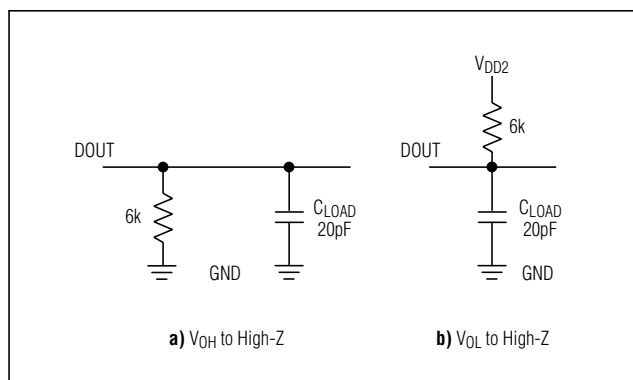 DOUT
6k
GND
CLOAD
20pF
a) VOH to High-Z
VDD2
6k
DOUT
CLOAD
20pF
GND
b) VOL to High-Z